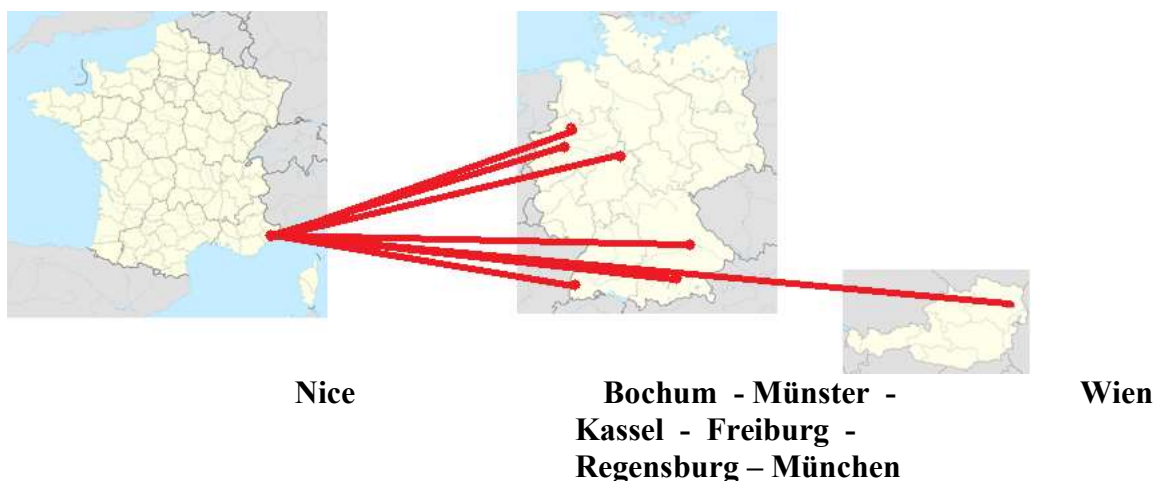 Nice Bochum - Münster - Wien
Kassel - Freiburg -
Regensburg – München